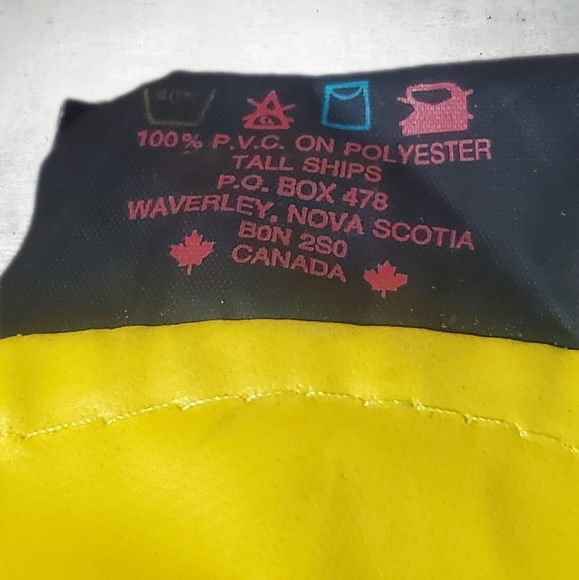 40°
100% P.V.C. ON POLYESTER
TALL SHIPS
P.O. BOX 478
WAVERLEY, NOVA SCOTIA
B0N 2S0
CANADA